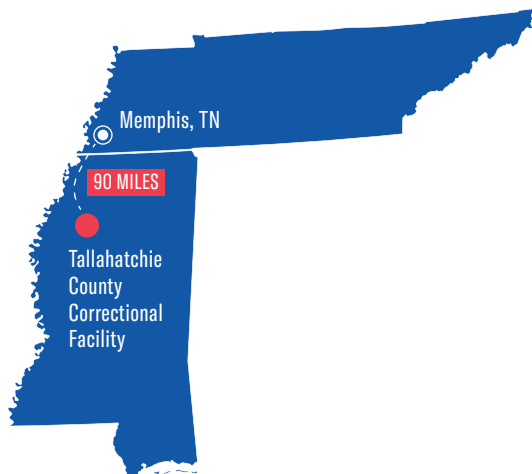 Memphis, TN
90 MILES
Tallahatchie
County
Correctional
Facility